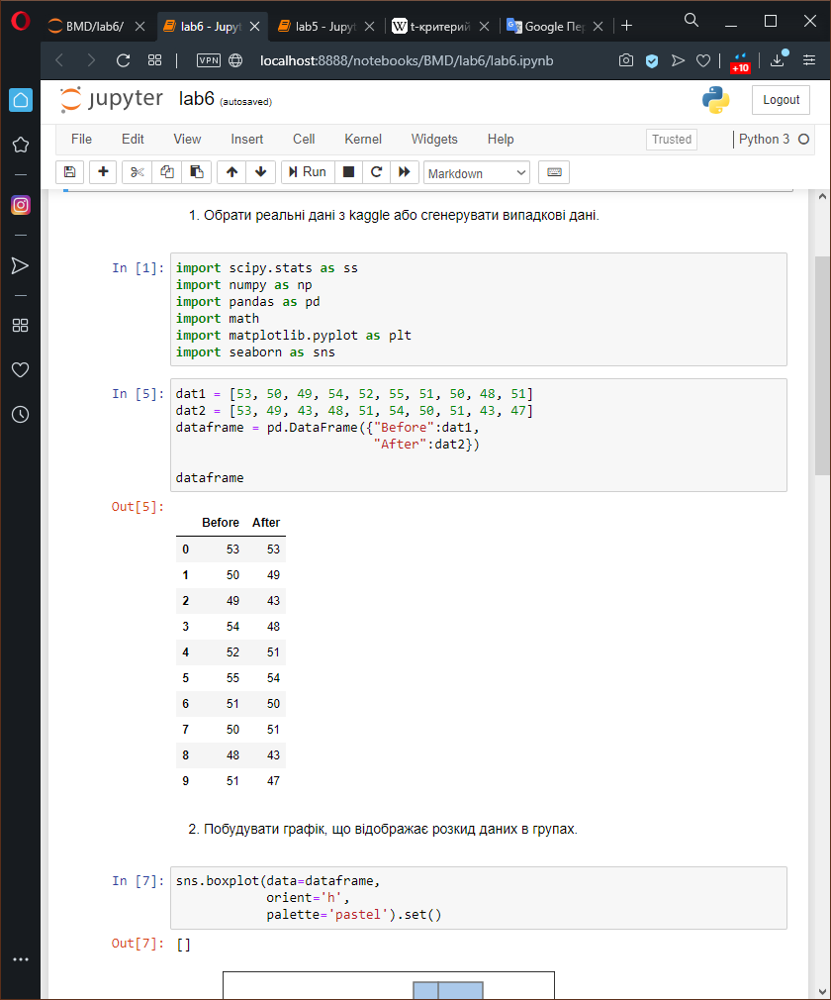 BMD/lab6/
lab6 - Jupyt
lab5 - Jupyt
W t-критерий
Google Пер
VPN
localhost:8888/notebooks/BMD/lab6/lab6.ipynb
+10
jupyter lab6 (autosaved)
Logout
File Edit View Insert Cell Kernel Widgets Help
Trusted
Python 3
Run
Markdown
1. Обрати реальні дані з kaggle або сгенерувати випадкові дані.
In [1]: import scipy.stats as ss
import numpy as np
import pandas as pd
import math
import matplotlib.pyplot as plt
import seaborn as sns
In [5]: dat1 = [53, 50, 49, 54, 52, 55, 51, 50, 48, 51]
dat2 = [53, 49, 43, 48, 51, 54, 50, 51, 43, 47]
dataframe = pd.DataFrame({"Before":dat1,
"After":dat2})
dataframe
Out[5]:
Before After
0 53 53
1 50 49
2 49 43
3 54 48
4 52 51
5 55 54
6 51 50
7 50 51
8 48 43
9 51 47
2. Побудувати графік, що відображає розкид даних в групах.
In [7]: sns.boxplot(data=dataframe,
orient='h',
palette='pastel').set()
Out[7]: []